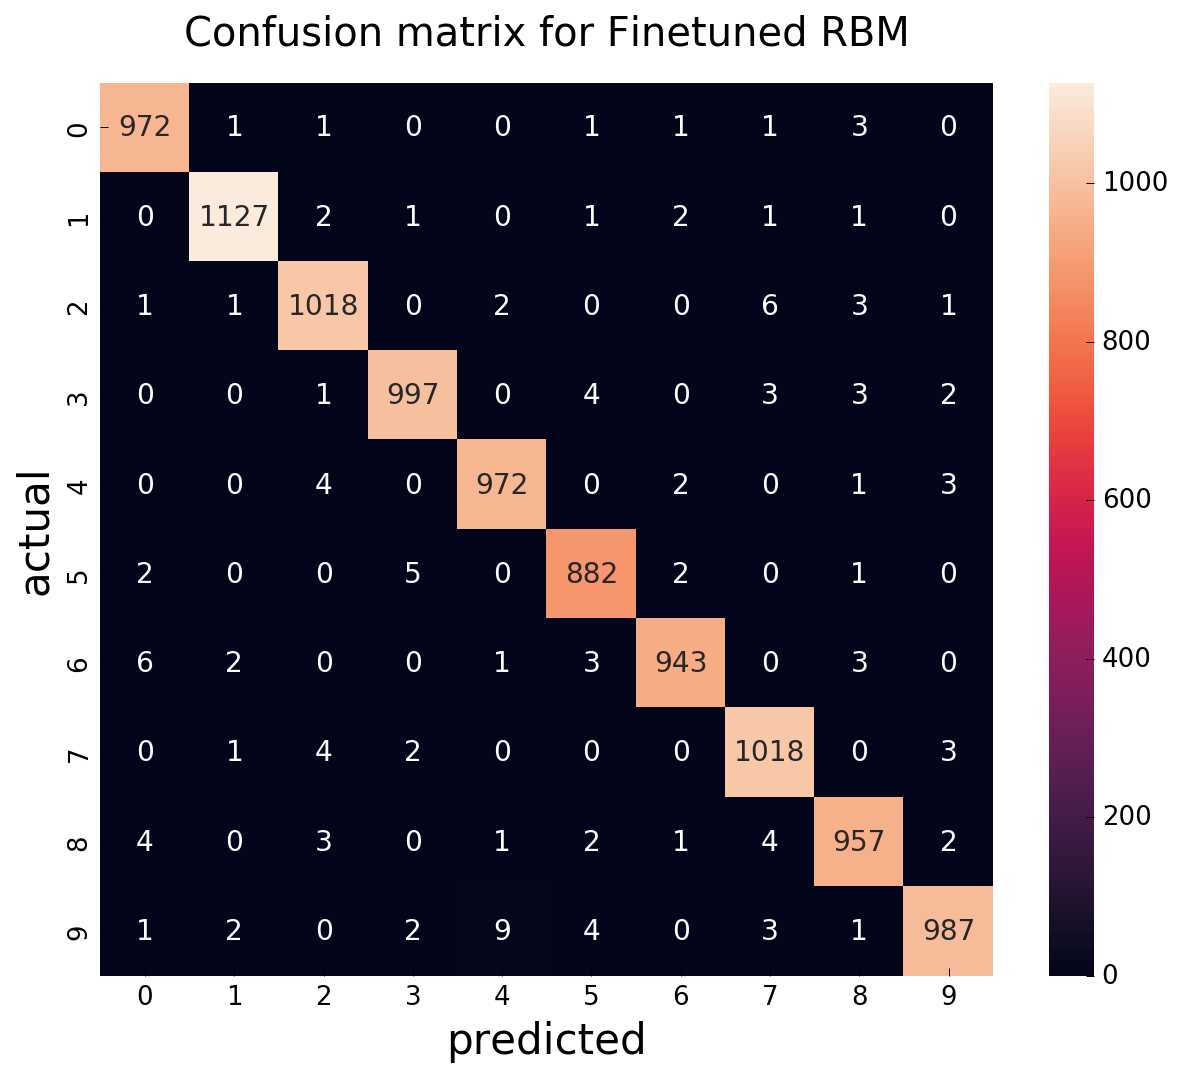 Confusion matrix for Finetuned RBM
0 972 1 1 0 0 1 1 1 3 0
1 0 1127 2 1 0 1 2 1 1 0
2 1 1 1018 0 2 0 0 6 3 1
3 0 0 1 997 0 4 0 3 3 2
4 0 0 4 0 972 0 2 0 1 3
5 2 0 0 5 0 882 2 0 1 0
6 6 2 0 0 1 3 943 0 3 0
7 0 1 4 2 0 0 0 1018 0 3
8 4 0 3 0 1 2 1 4 957 2
9 1 2 0 2 9 4 0 3 1 987
0 1 2 3 4 5 6 7 8 9
predicted
actual
1000
800
600
400
200
0